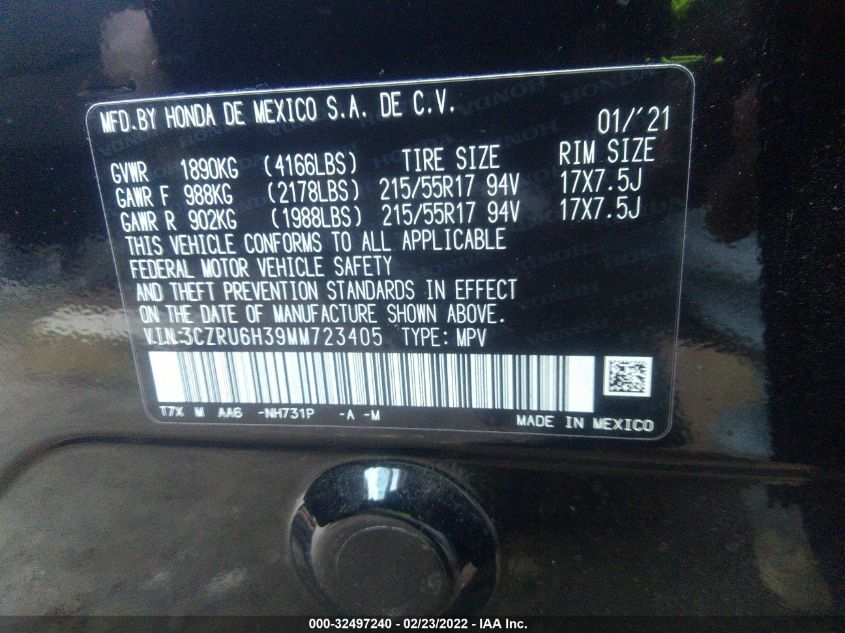 MFD.BY HONDA DE MEXICO S.A. DE C.V. 01/'21
GVWR 1890KG (4166LBS) TIRE SIZE RIM SIZE
GAWR F 988KG (2178LBS) 215/55R17 94V 17X7.5J
GAWR R 902KG (1988LBS) 215/55R17 94V 17X7.5J
THIS VEHICLE CONFORMS TO ALL APPLICABLE
FEDERAL MOTOR VEHICLE SAFETY
AND THEFT PREVENTION STANDARDS IN EFFECT
ON THE DATE OF MANUFACTURE SHOWN ABOVE.
V.I.N:3CZRU6H39MM723405 TYPE: MPV
T7X M AA6 -NH731P -A -M
MADE IN MEXICO
000-32497240 - 02/23/2022 - IAA Inc.